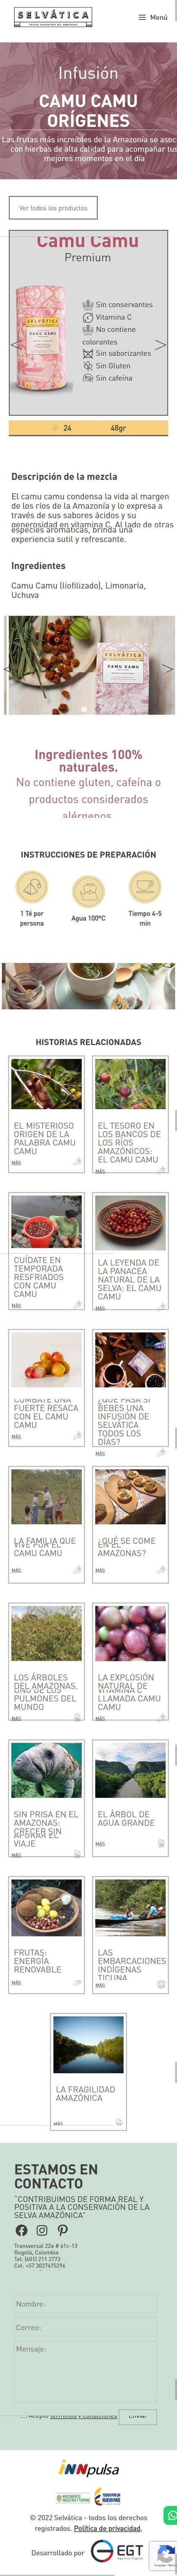 SELVÁTICA
Menú
Infusión
CAMU CAMU
ORÍGENES
Las frutas más increíbles de la Amazonía se asoc
con hierbas de alta calidad para acompañar tus
mejores momentos en el día
Ver todos los productos
Camu Camu
Premium
Sin conservantes
Vitamina C
No contiene
colorantes
Sin saborizantes
Sin Gluten
Sin cafeína
24
48gr
Descripción de la mezcla
El camu camu condensa la vida al margen
de los ríos de la Amazonía y lo expresa a
través de sus sabores ácidos y su
generosidad en vitamina C. Al lado de otras
especies aromáticas, brinda una
experiencia sutil y refrescante.
Ingredientes
Camu Camu (liofilizado), Limonaria,
Uchuva
Ingredientes 100%
naturales.
No contiene gluten, cafeína o
productos considerados
alérgenos
INSTRUCCIONES DE PREPARACIÓN
1 Té por
persona
Agua 100ºC
Tiempo 4-5
min
HISTORIAS RELACIONADAS
EL MISTERIOSO
ORIGEN DE LA
PALABRA CAMU
CAMU
MÁS
EL TESORO EN
LOS BANCOS DE
LOS RÍOS
AMAZÓNICOS:
EL CAMU CAMU
MÁS
CUÍDATE EN
TEMPORADA
RESFRIADOS
CON CAMU
CAMU
MÁS
LA LEYENDA DE
LA PANACEA
NATURAL DE LA
SELVA: EL CAMU
CAMU
MÁS
COMBATE UNA
FUERTE RESACA
CON EL CAMU
CAMU
MÁS
¿QUÉ PASA SI
BEBES UNA
INFUSIÓN DE
SELVÁTICA
TODOS LOS
DÍAS?
MÁS
LA FAMILIA QUE
VIVE POR EL
CAMU CAMU
MÁS
¿QUÉ SE COME
EN EL
AMAZONAS?
MÁS
LOS ÁRBOLES
DEL AMAZONAS,
UNO DE LOS
PULMONES DEL
MUNDO
MÁS
LA EXPLOSIÓN
NATURAL DE
VITAMINA C
LLAMADA CAMU
CAMU
MÁS
SIN PRISA EN EL
AMAZONAS:
CRECER SIN
APURAR EL
VIAJE
MÁS
EL ÁRBOL DE
AGUA GRANDE
MÁS
FRUTAS:
ENERGÍA
RENOVABLE
MÁS
LAS
EMBARCACIONES
INDÍGENAS
TICUNA
MÁS
LA FRAGILIDAD
AMAZÓNICA
MÁS
ESTAMOS EN
CONTACTO
"CONTRIBUIMOS DE FORMA REAL Y
POSITIVA A LA CONSERVACIÓN DE LA
SELVA AMAZÓNICA"
Transversal 22a # 61c-13
Bogotá, Colombia
Tel: (601) 211 2773
Cel: +57 3027475296
Nombre:
Correo:
Mensaje:
Acepto términos y condiciones
Enviar
iNNpulsa
© 2022 Selvática - todos los derechos
reservados. Política de privacidad.
Desarrollado por
EGT